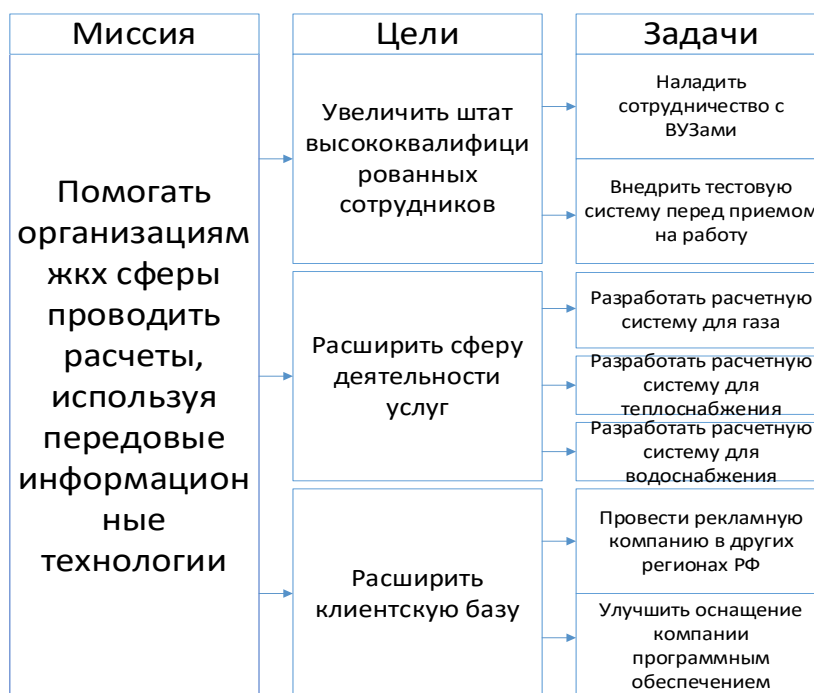 Миссия
Цели
Задачи
Помогать
организациям
жкх сферы
проводить
расчеты,
используя
передовые
информацион
ные
технологии
Увеличить штат
высококвалифици
рованных
сотрудников
Наладить
сотрудничество с
ВУЗами
Внедрить тестовую
систему перед приемом
на работу
Расширить сферу
деятельности
услуг
Разработать расчетную
систему для газа
Разработать расчетную
систему для
теплоснабжения
Разработать расчетную
систему для
водоснабжения
Расширить
клиентскую базу
Провести рекламную
компанию в других
регионах РФ
Улучшить оснащение
компании
программным
обеспечением